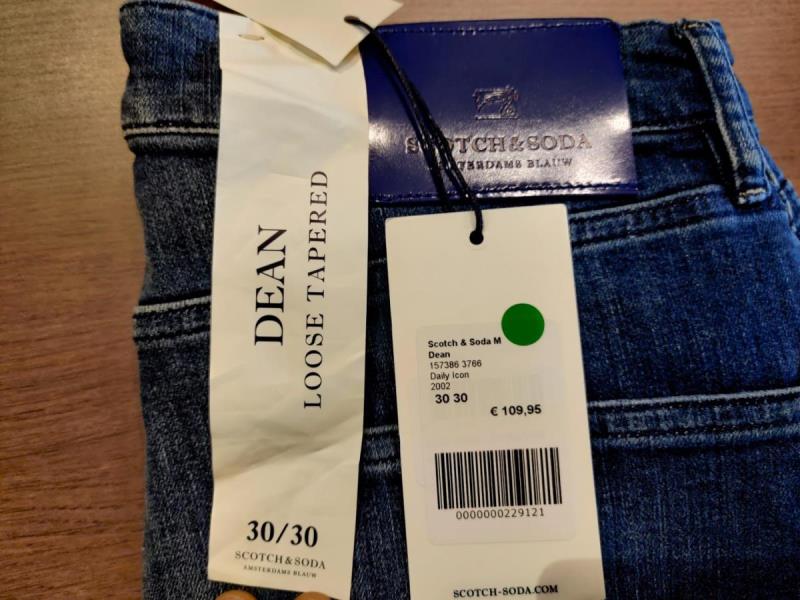 SCOTCH & SODA
AMSTERDAMS BLAUW
DEAN
LOOSE TAPERED
30/30
SCOTCH & SODA
AMSTERDAMS BLAUW
Scotch & Soda M
Dean
157386 3766
Daily Icon
2002
30 30
€ 109,95
0000000229121
SCOTCH-SODA.COM